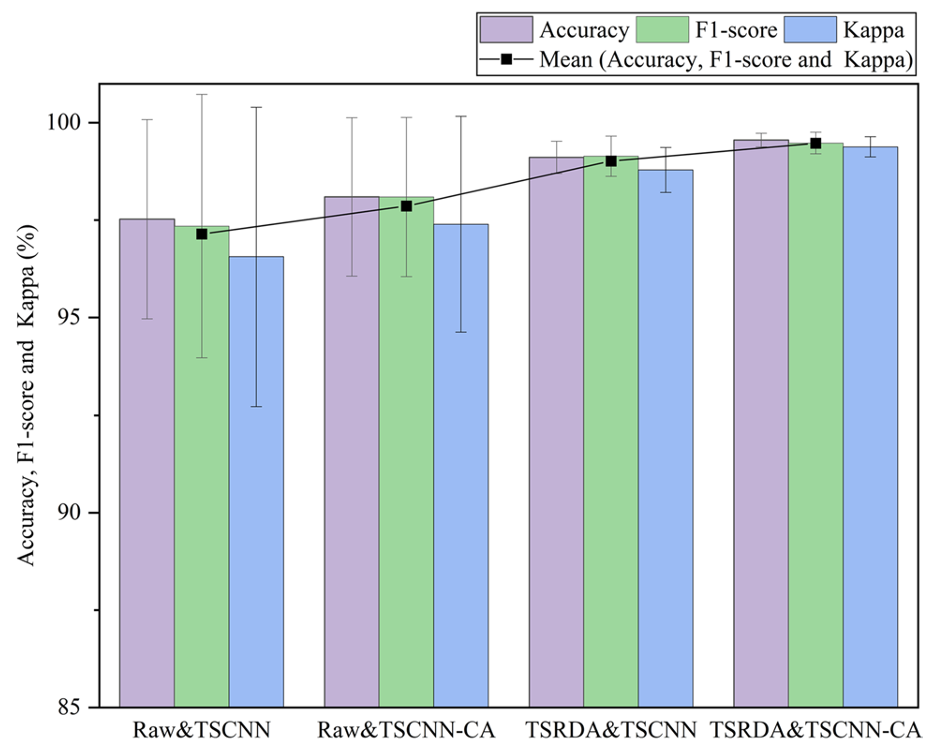 Accuracy F1-score Kappa
Mean (Accuracy, F1-score and Kappa)
Accuracy, F1-score and Kappa (%)
100
95
90
85
Raw&TSCNN Raw&TSCNN-CA TSRDA&TSCNN TSRDA&TSCNN-CA